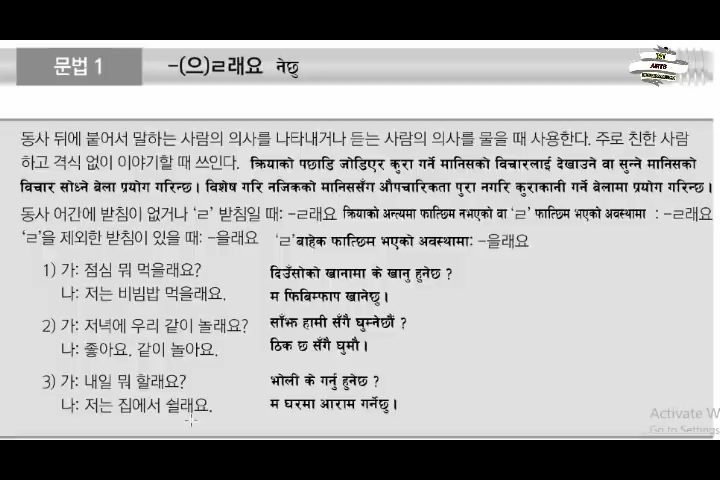 문법 1 -(으)ㄹ래요 नेछु
동사 뒤에 붙어서 말하는 사람의 의사를 나타내거나 듣는 사람의 의사를 물을 때 사용한다. 주로 친한 사람
하고 격식 없이 이야기할 때 쓰인다. क्रियाको पछाडि जोडिएर कुरा गर्ने मानिसको विचारलाई देखाउने वा सुन्ने मानिसको
विचार सोध्ने बेला प्रयोग गरिन्छ। विशेष गरि नजिकको मानिससँग औपचारिकता पुरा नगरि कुराकानी गर्ने बेलामा प्रयोग गरिन्छ।
동사 어간에 받침이 없거나 'ㄹ' 받침일 때: -ㄹ래요 क्रियाको अन्त्यमा फात्छिम नभएको वा 'ㄹ' फात्छिम भएको अवस्थामा : -ㄹ래요
'ㄹ'을 제외한 받침이 있을 때: -을래요 'ㄹ'बाहेक फात्छिम भएको अवस्थामा: -을래요
1) 가: 점심 뭐 먹을래요? दिउँसोको खानामा के खानु हुनेछ ?
나: 저는 비빔밥 먹을래요. म फिबिम्फाप खानेछु।
2) 가: 저녁에 우리 같이 놀래요? साँझ हामी सँगै घुम्नेछौं ?
나: 좋아요. 같이 놀아요. ठिक छ सँगै घुमौ।
3) 가: 내일 뭐 할래요? भोली के गर्नु हुनेछ ?
나: 저는 집에서 쉴래요. म घरमा आराम गर्नेछु।
Activate W
Go to Settings